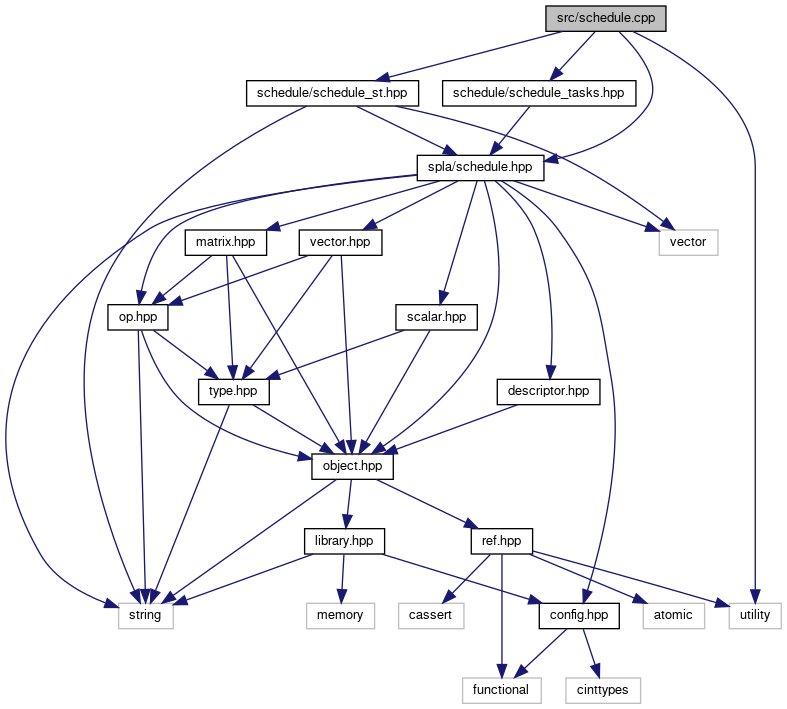 src/schedule.cpp
schedule/schedule_st.hpp
schedule/schedule_tasks.hpp
spla/schedule.hpp
matrix.hpp
vector.hpp
vector
op.hpp
scalar.hpp
type.hpp
descriptor.hpp
object.hpp
library.hpp
ref.hpp
string
memory
cassert
config.hpp
atomic
utility
functional
cinttypes